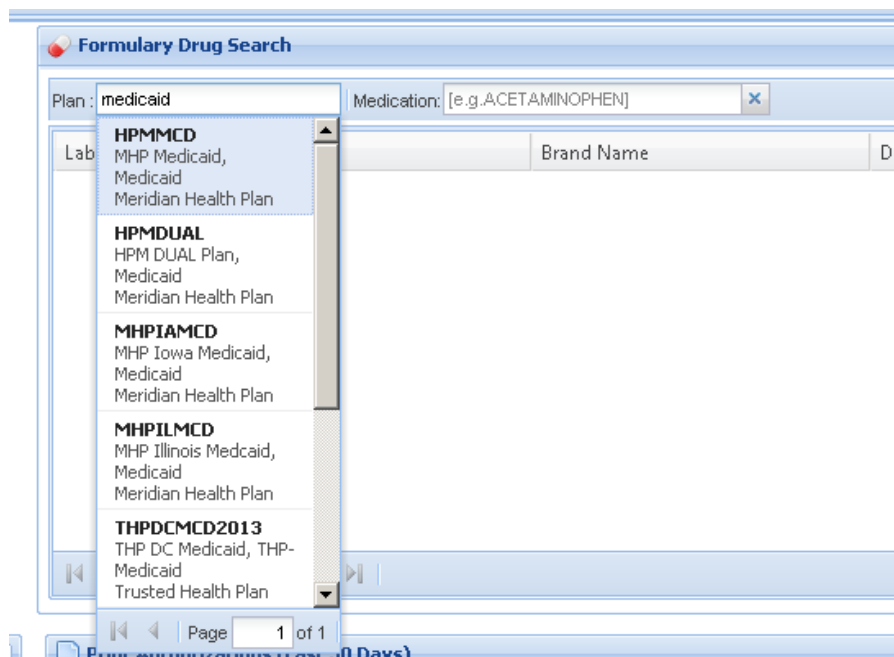 Formulary Drug Search
Plan : medicaid Medication: [e.g.ACETAMINOPHEN]
Lab Brand Name D
HPMMCD
MHP Medicaid,
Medicaid
Meridian Health Plan
HPMDUAL
HPM DUAL Plan,
Medicaid
Meridian Health Plan
MHPIAMCD
MHP Iowa Medicaid,
Medicaid
Meridian Health Plan
MHPILMCD
MHP Illinois Medcaid,
Medicaid
Meridian Health Plan
THPDCMCD2013
THP DC Medicaid, THP-
Medicaid
Trusted Health Plan
Page 1 of 1
Days)